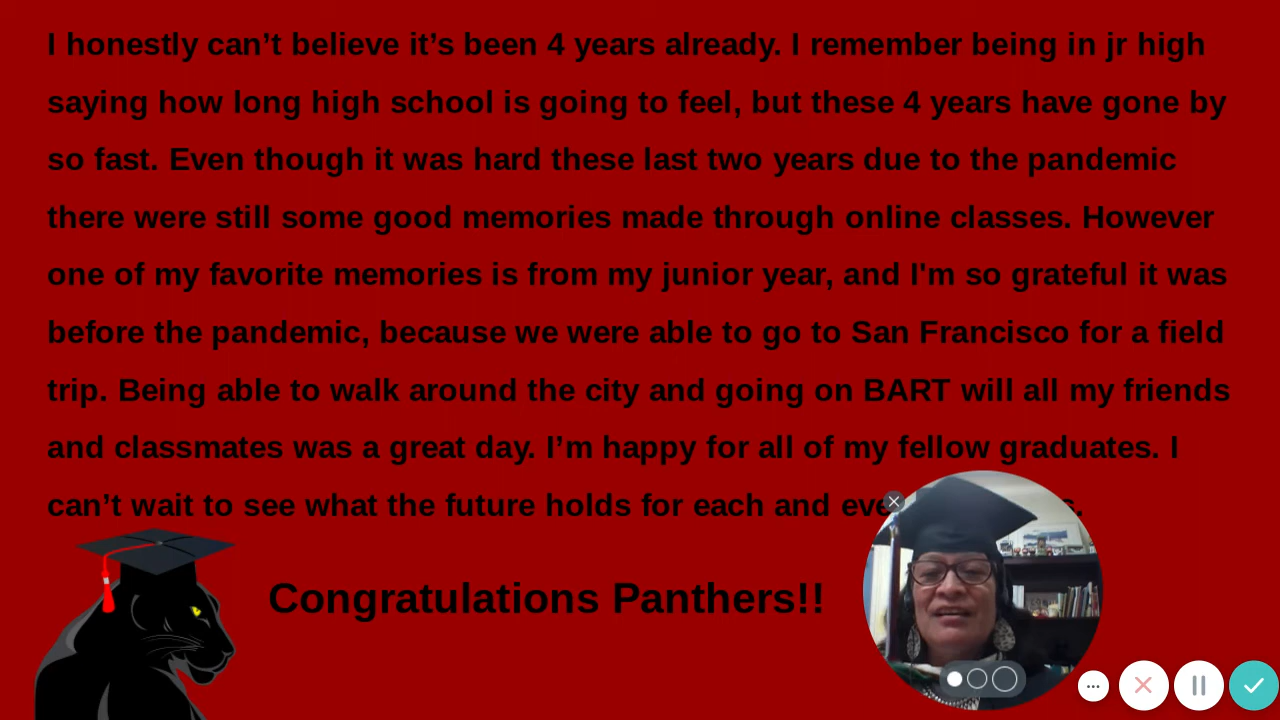 I honestly can’t believe it’s been 4 years already. I remember being in jr high
saying how long high school is going to feel, but these 4 years have gone by
so fast. Even though it was hard these last two years due to the pandemic
there were still some good memories made through online classes. However
one of my favorite memories is from my junior year, and I'm so grateful it was
before the pandemic, because we were able to go to San Francisco for a field
trip. Being able to walk around the city and going on BART will all my friends
and classmates was a great day. I’m happy for all of my fellow graduates. I
can’t wait to see what the future holds for each and
Congratulations Panthers!!